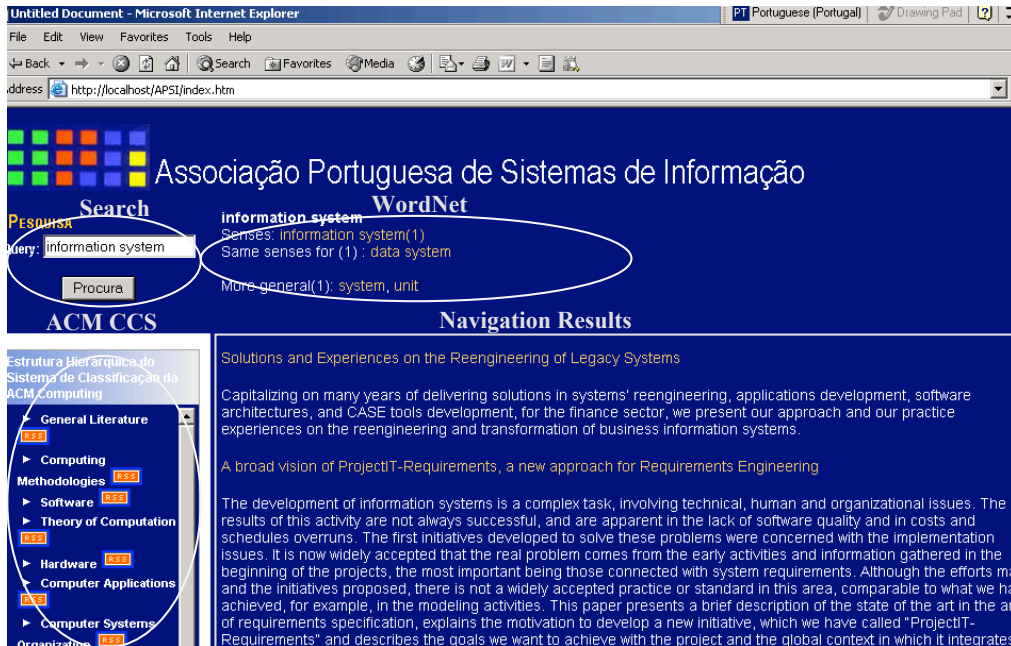 Untitled Document - Microsoft Internet Explorer
PT Portuguese (Portugal) Drawing Pad
File Edit View Favorites Tools Help
Back Search Favorites Media
ddress http://localhost/APSI/index.htm
Associação Portuguesa de Sistemas de Informação
Search
WordNet
PESQUISA
Query: information system
Procura
information system
Senses: information system(1)
Same senses for (1) : data system
More general(1): system, unit
ACM CCS
Navigation Results
Estrutura Hierárquica do
Sistema de Classificação da
ACM Computing
General Literature
RSS
Computing
Methodologies RSS
Software RSS
Theory of Computation
RSS
Hardware RSS
Computer Applications
RSS
Computer Systems
Organization RSS
Solutions and Experiences on the Reengineering of Legacy Systems
Capitalizing on many years of delivering solutions in systems' reengineering, applications development, software
architectures, and CASE tools development, for the finance sector, we present our approach and our practice
experiences on the reengineering and transformation of business information systems.
A broad vision of ProjectIT-Requirements, a new approach for Requirements Engineering
The development of information systems is a complex task, involving technical, human and organizational issues. The
results of this activity are not always successful, and are apparent in the lack of software quality and in costs and
schedules overruns. The first initiatives developed to solve these problems were concerned with the implementation
issues. It is now widely accepted that the real problem comes from the early activities and information gathered in the
beginning of the projects, the most important being those connected with system requirements. Although the efforts ma
and the initiatives proposed, there is not a widely accepted practice or standard in this area, comparable to what we ha
achieved, for example, in the modeling activities. This paper presents a brief description of the state of the art in the ar
of requirements specification, explains the motivation to develop a new initiative, which we have called "ProjectIT-
Requirements" and describes the goals we want to achieve with the project and the global context in which it integrates